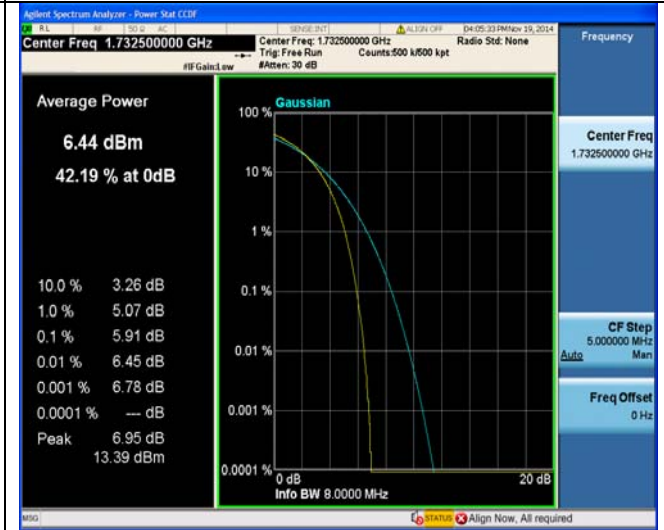 Agilent Spectrum Analyzer - Power Stat CCDF
RL RF 50 Ω AC SENSE:INT ALIGN OFF 04:05:33 PM Nov 19, 2014
Center Freq 1.732500000 GHz
#IFGain:Low
Center Freq: 1.732500000 GHz Radio Std: None
Trig: Free Run Counts:500 k/500 kpt
#Atten: 30 dB
Average Power
6.44 dBm
42.19 % at 0dB
10.0 % 3.26 dB
1.0 % 5.07 dB
0.1 % 5.91 dB
0.01 % 6.45 dB
0.001 % 6.78 dB
0.0001 % --- dB
Peak 6.95 dB
13.39 dBm
Gaussian
100 %
10 %
1 %
0.1 %
0.01 %
0.001 %
0.0001 %
0 dB 20 dB
Info BW 8.0000 MHz
Frequency
Center Freq
1.732500000 GHz
CF Step
5.000000 MHz
Auto Man
Freq Offset
0 Hz
MSG STATUS Align Now, All required